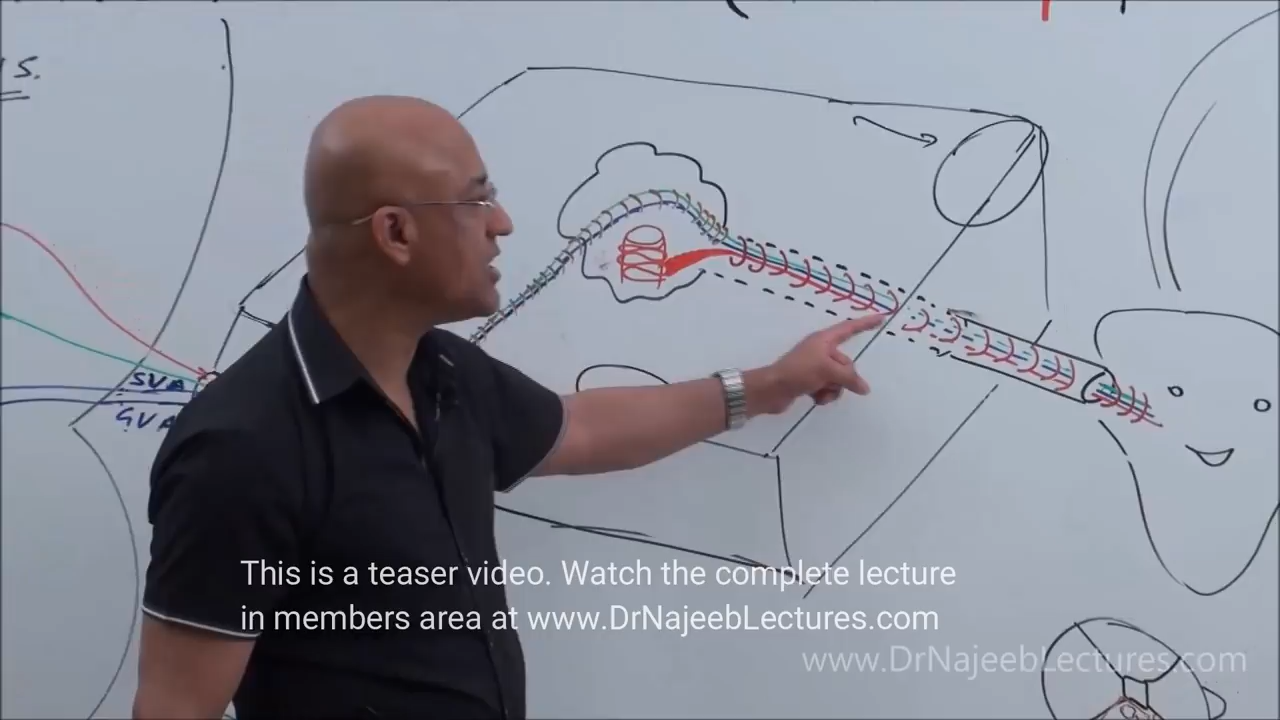 S.
SVA
GVA
This is a teaser video. Watch the complete lecture
in members area at www.DrNajeebLectures.com
www.DrNajeebLectures.com